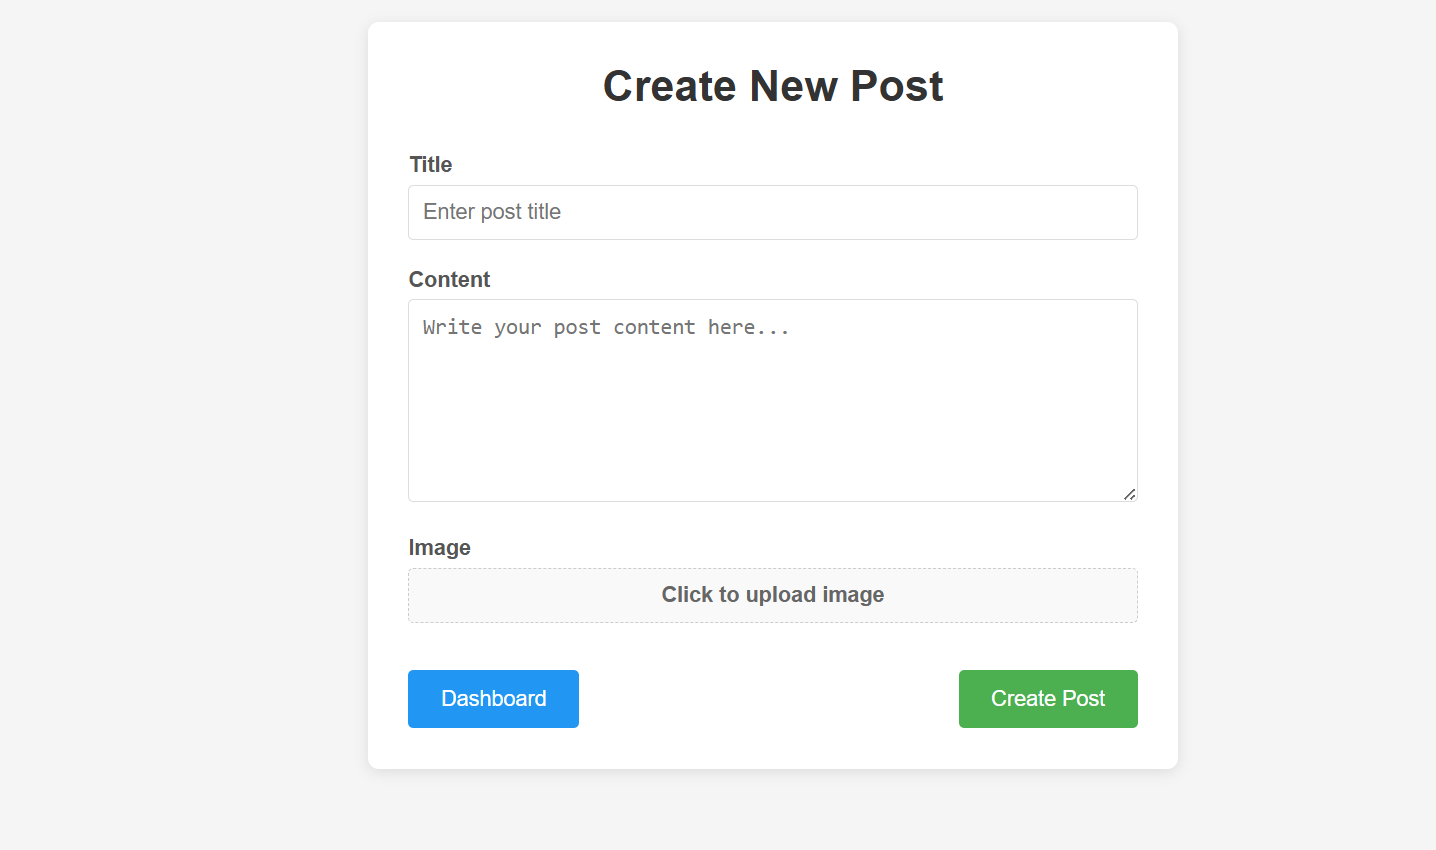 Create New Post
Title
Enter post title
Content
Write your post content here...
Image
Click to upload image
Dashboard
Create Post